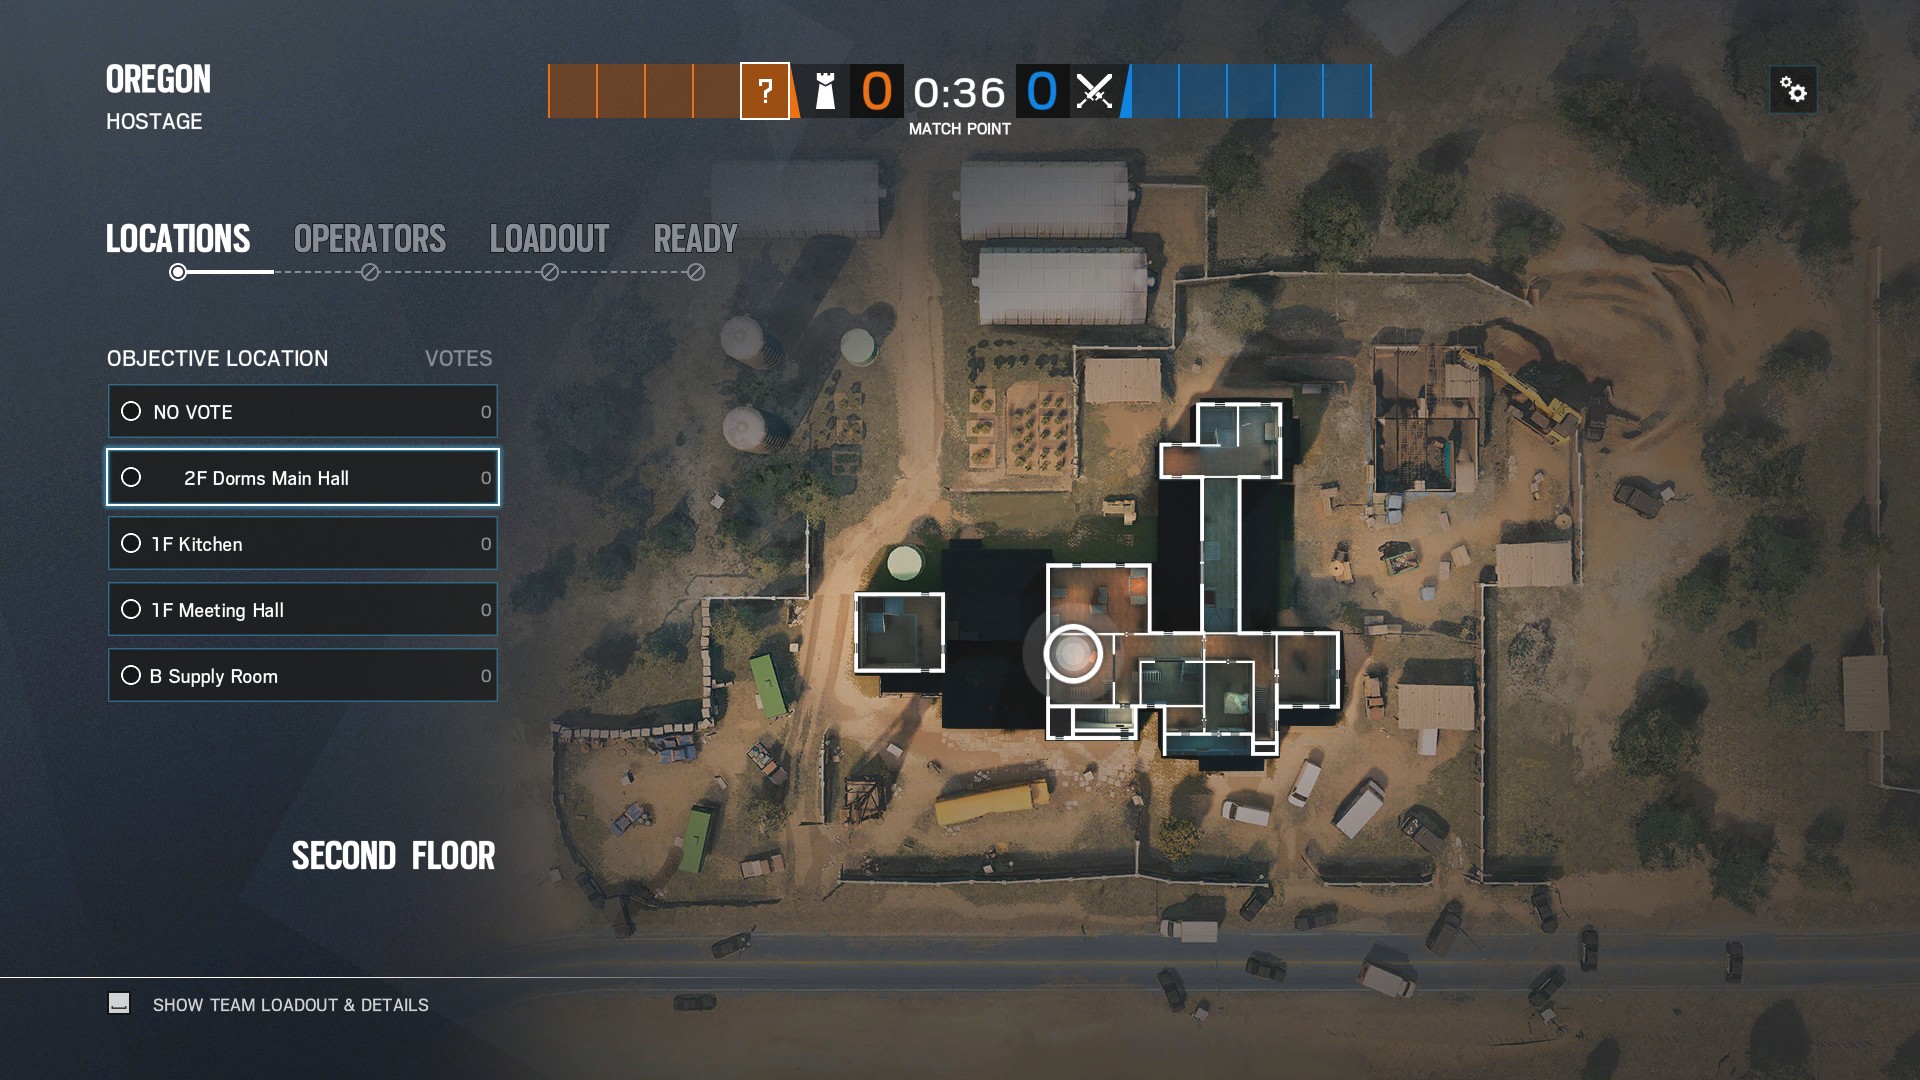 OREGON
HOSTAGE
?
0
0:36
0
MATCH POINT
LOCATIONS
OPERATORS
LOADOUT
READY
OBJECTIVE LOCATION
VOTES
NO VOTE
0
2F Dorms Main Hall
0
1F Kitchen
0
1F Meeting Hall
0
B Supply Room
0
SECOND FLOOR
SHOW TEAM LOADOUT & DETAILS